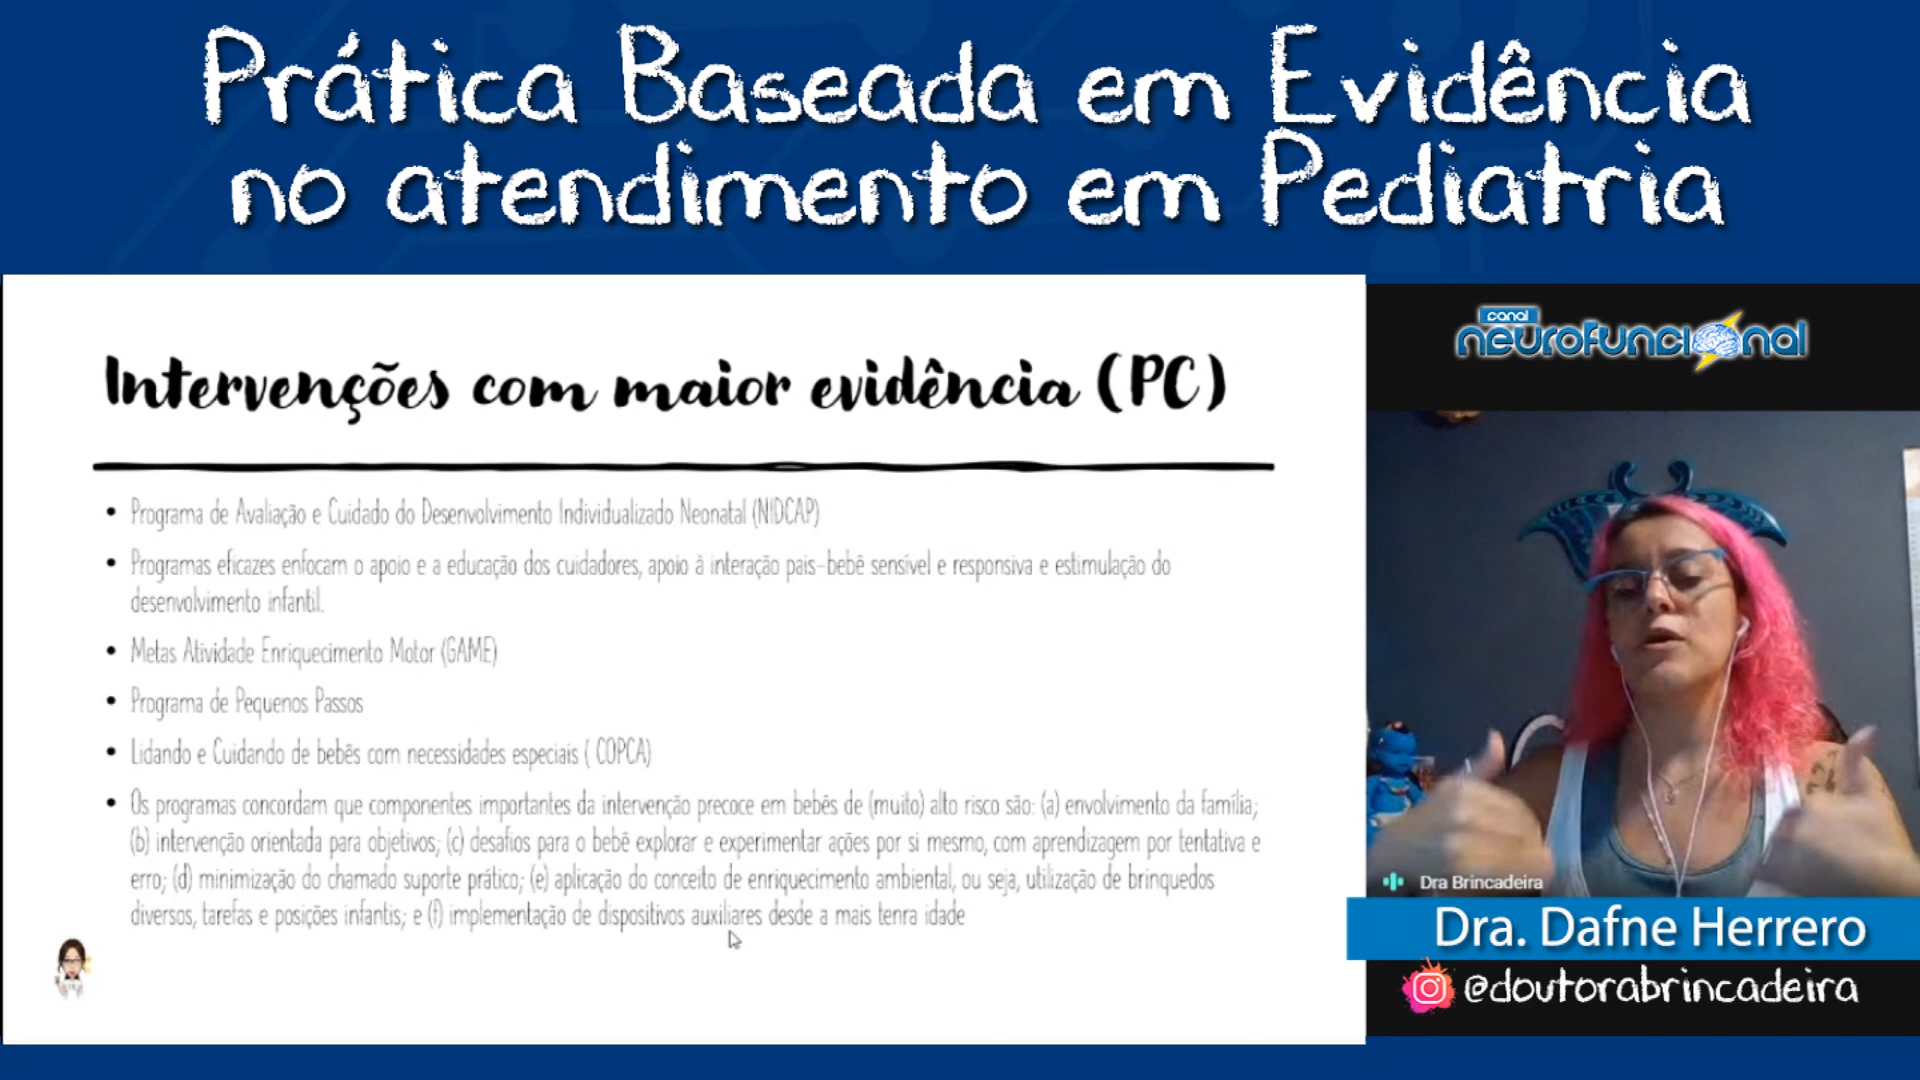 Prática Baseada em Evidência
no atendimento em Pediatria
canal
neurofuncional
Intervenções com maior evidência (PC)
• Programa de Avaliação e Cuidado do Desenvolvimento Individualizado Neonatal (NIDCAP)
• Programas eficazes enfocam o apoio e a educação dos cuidadores, apoio à interação pais-bebê sensível e responsiva e estimulação do
desenvolvimento infantil.
• Metas Atividade Enriquecimento Motor (GAME)
• Programa de Pequenos Passos
• Lidando e Cuidando de bebês com necessidades especiais ( COPCA)
• Os programas concordam que componentes importantes da intervenção precoce em bebês de (muito) alto risco são: (a) envolvimento da família;
(b) intervenção orientada para objetivos; (c) desafios para o bebê explorar e experimentar ações por si mesmo, com aprendizagem por tentativa e
erro; (d) minimização do chamado suporte prático; (e) aplicação do conceito de enriquecimento ambiental, ou seja, utilização de brinquedos
diversos, tarefas e posições infantis; e (f) implementação de dispositivos auxiliares desde a mais tenra idade
Dra Brincadeira
Dra. Dafne Herrero
@doutorabrincadeira